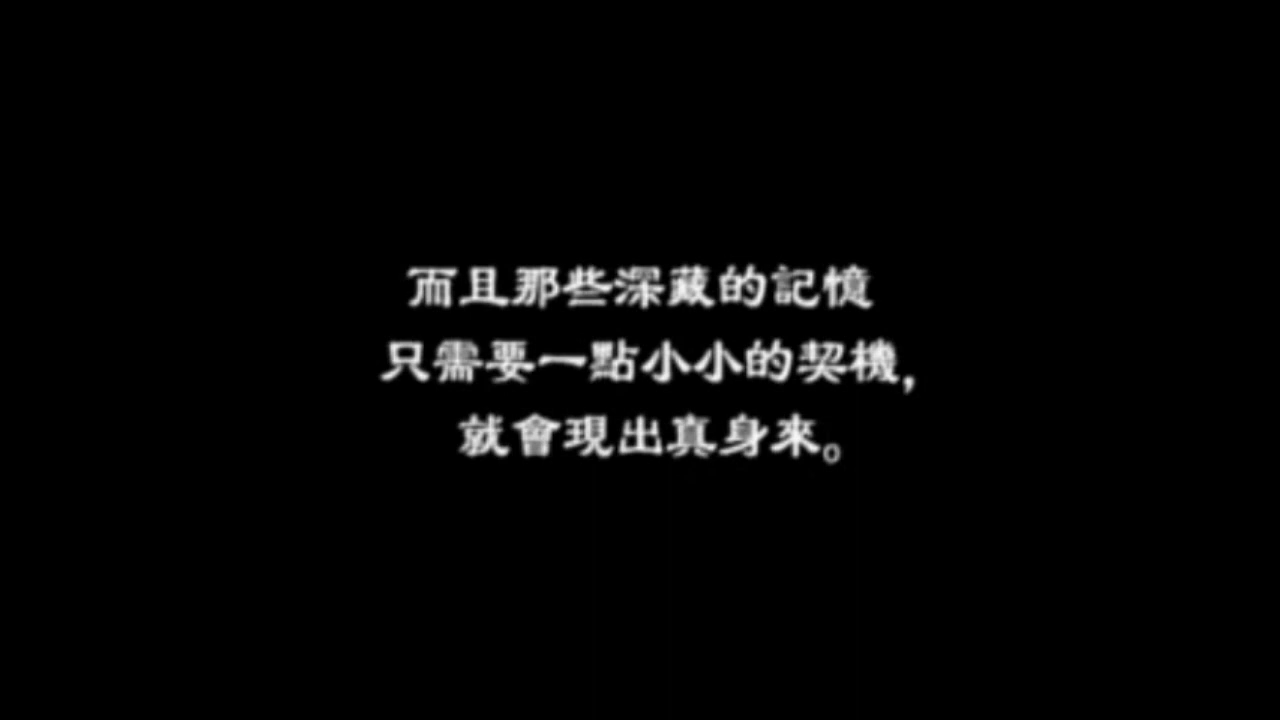 而且那些深藏的記憶
只需要一點小小的契機，
就會現出真身來。